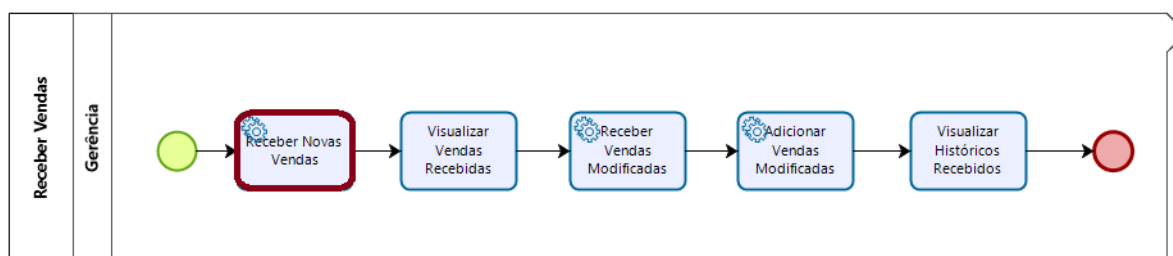 Receber Vendas
Gerência
Receber Novas
Vendas
Visualizar
Vendas
Recebidas
Receber
Vendas
Modificadas
Adicionar
Vendas
Modificadas
Visualizar
Históricos
Recebidos